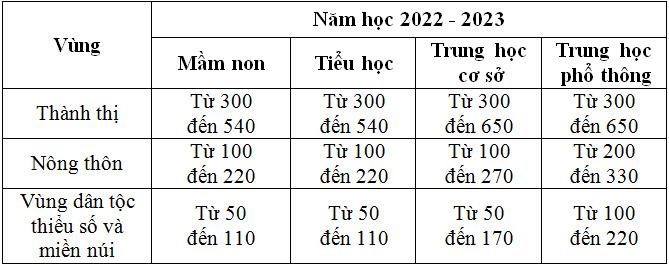 Vùng
Năm học 2022 - 2023
Mầm non
Tiểu học
Trung học
cơ sở
Trung học
phổ thông
Thành thị
Từ 300
đến 540
Từ 300
đến 540
Từ 300
đến 650
Từ 300
đến 650
Nông thôn
Từ 100
đến 220
Từ 100
đến 220
Từ 100
đến 270
Từ 200
đến 330
Vùng dân tộc
thiểu số và
miền núi
Từ 50
đến 110
Từ 50
đến 110
Từ 50
đến 170
Từ 100
đến 220